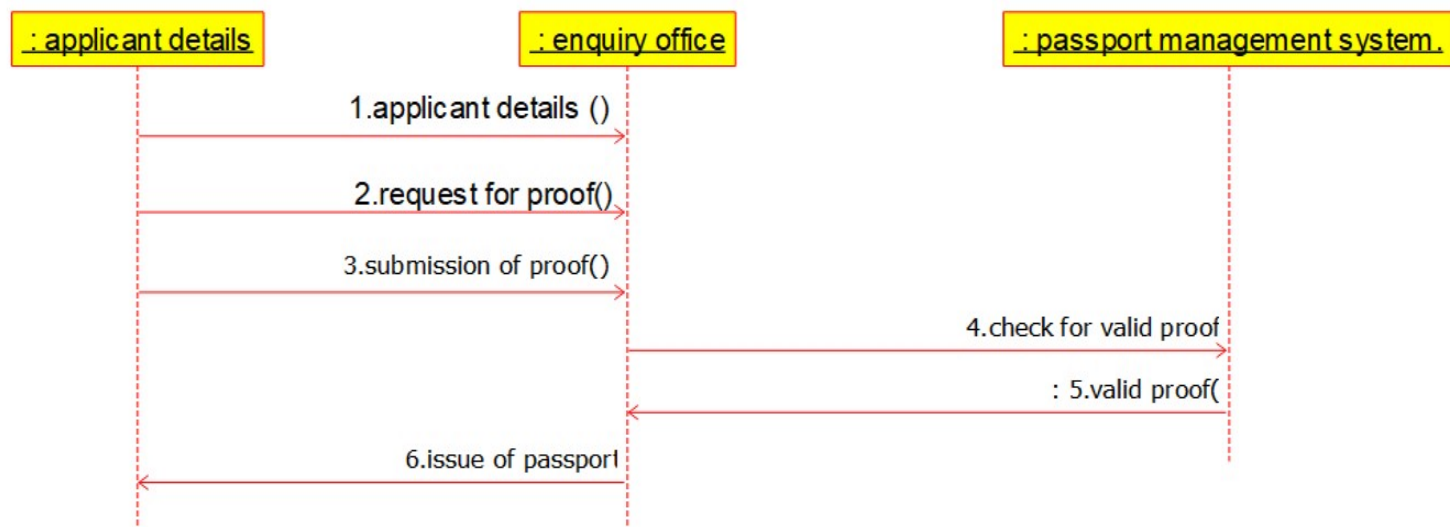 : applicant details
: enquiry office
: passport management system.
1.applicant details ()
2.request for proof()
3.submission of proof()
4.check for valid proof
: 5.valid proof(
6.issue of passport